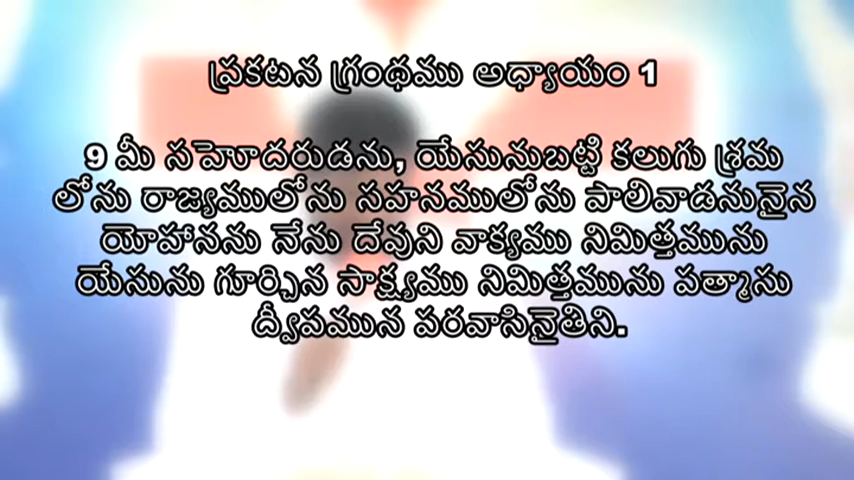 ప్రకటన గ్రంథము అధ్యాయం 1
9 మీ సహోదరుడను, యేసునుబట్టి కలుగు శ్రమ
లోను రాజ్యములోను సహనములోను పాలివాడనునైన
యోహానను నేను దేవుని వాక్యము నిమిత్తమును
యేసును గూర్చిన సాక్ష్యము నిమిత్తమును పత్మాసు
ద్వీపమున పరవాసినైతిని.